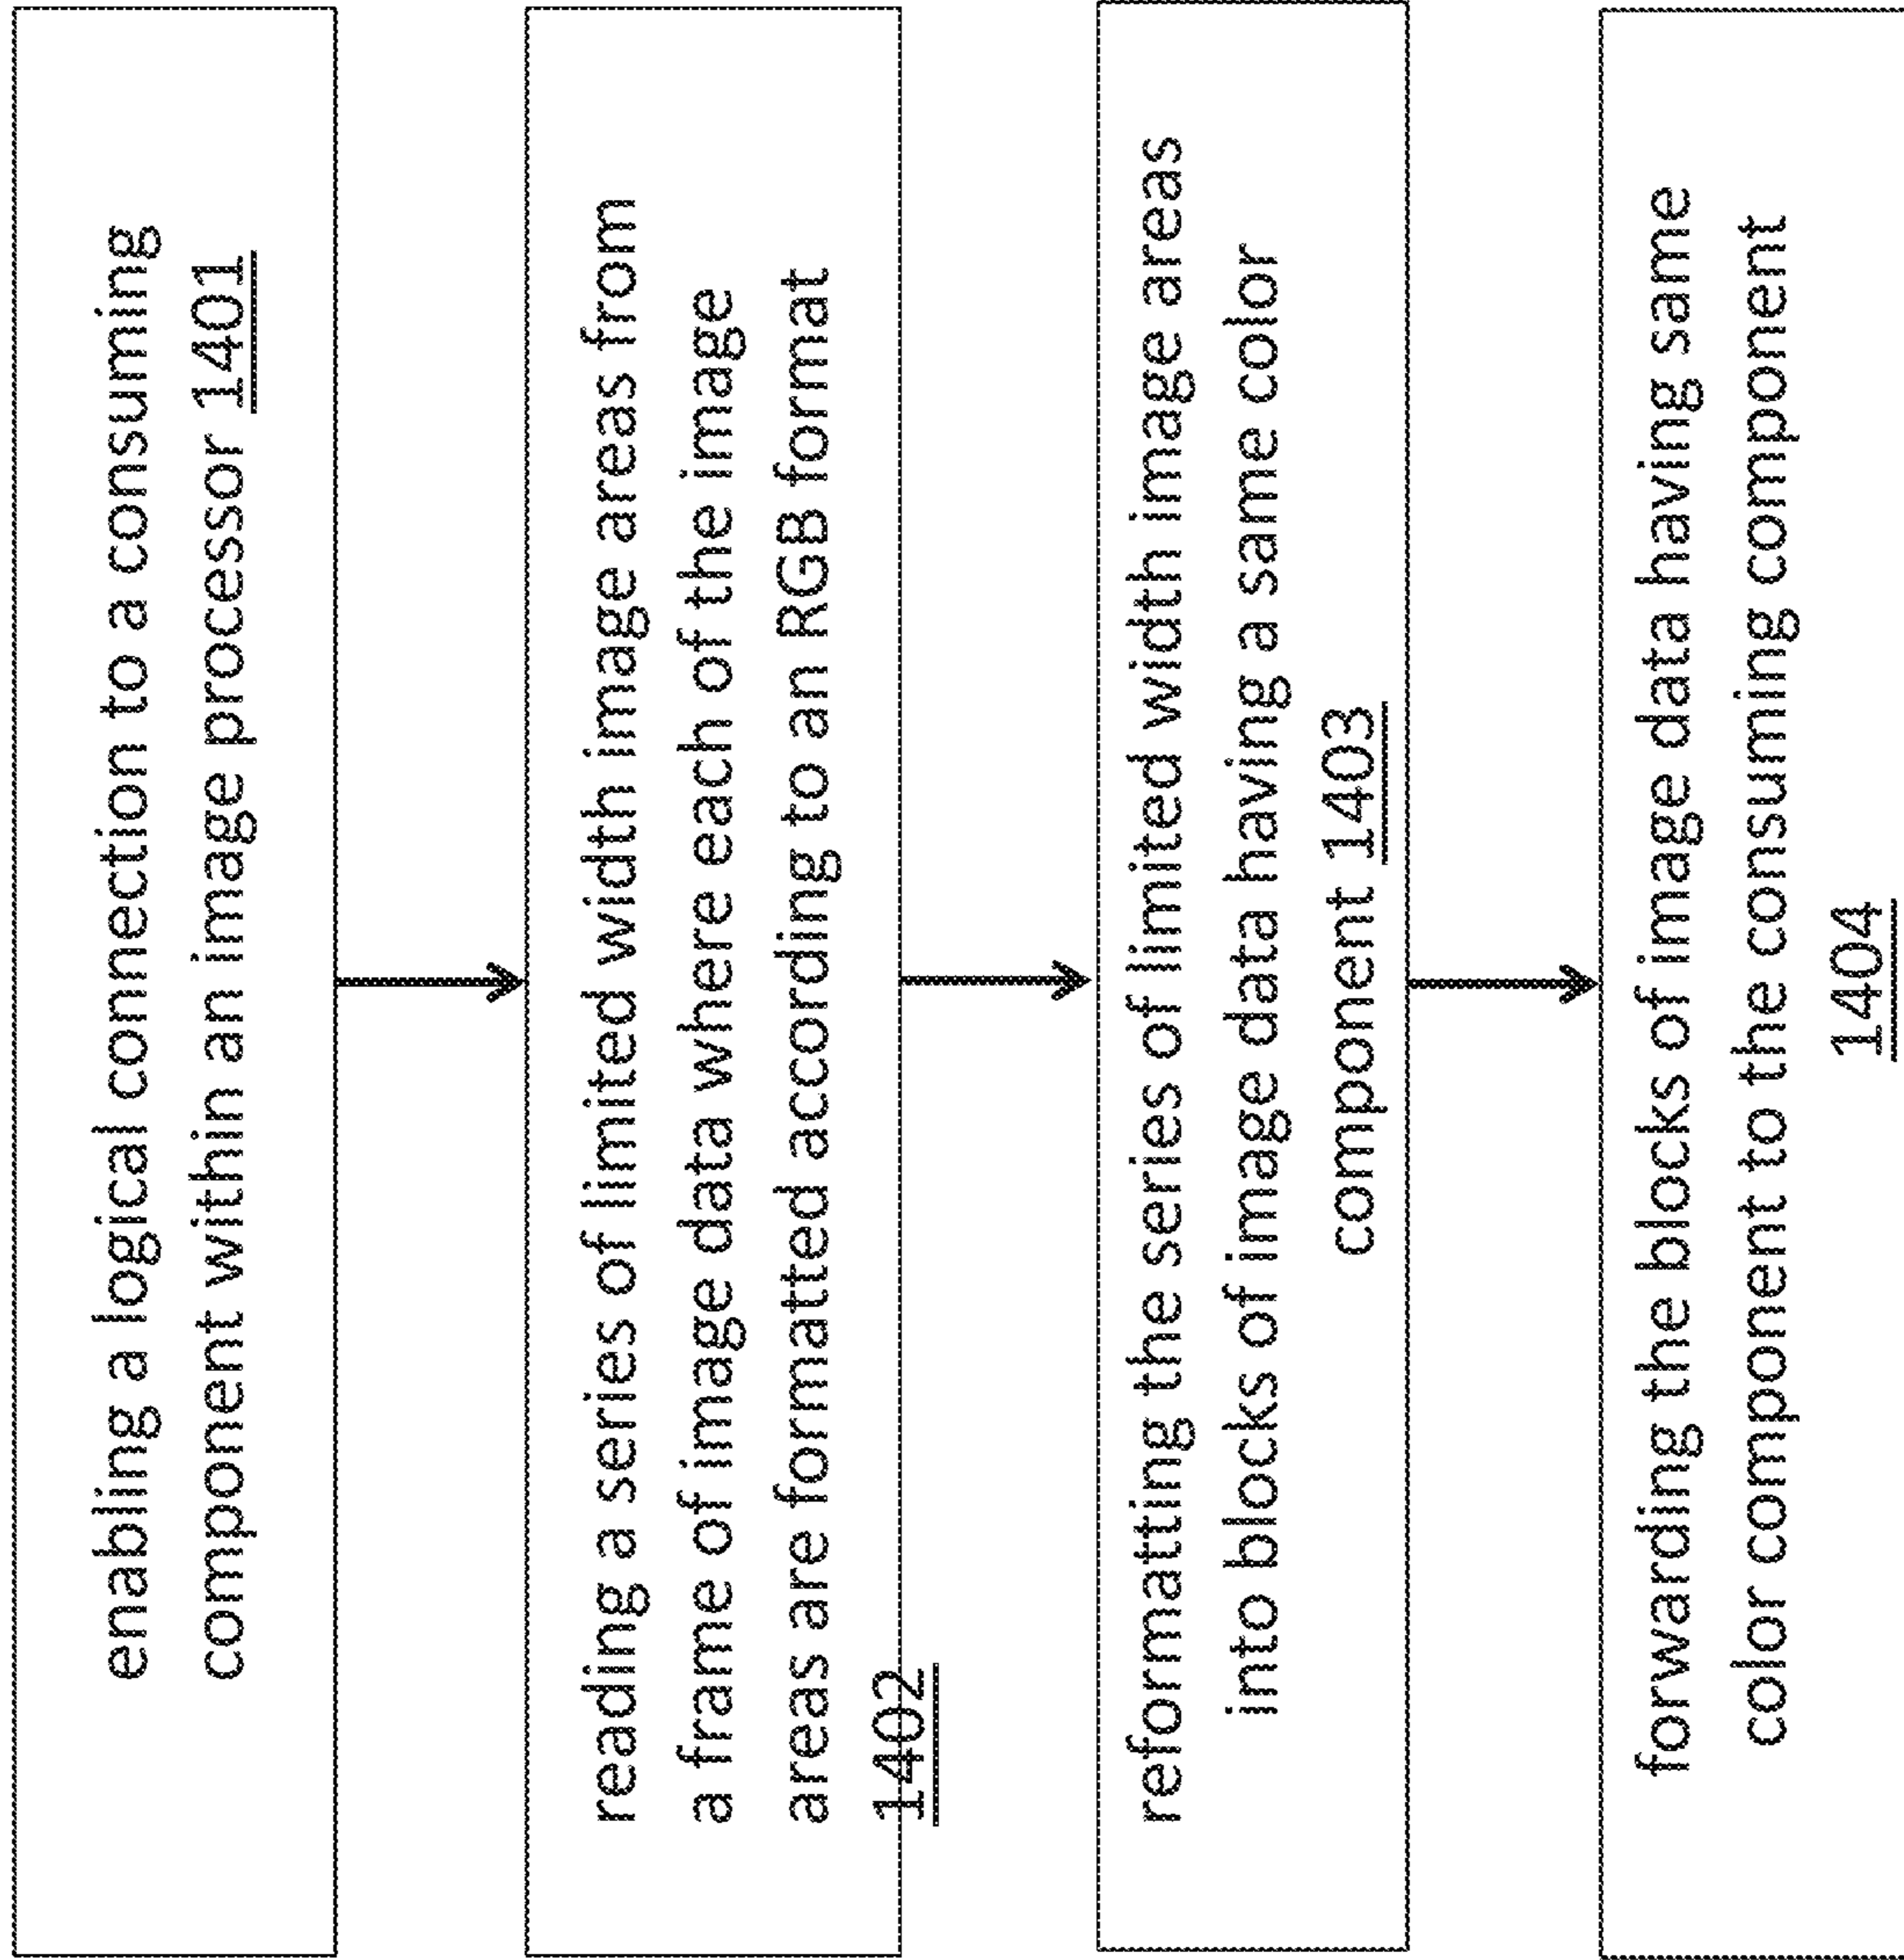 enabling a logical connection to a consuming
component within an image processor 1401
reading a series of limited width image areas from
a frame of image data where each of the image
areas are formatted according to an RGB format
1402
reformatting the series of limited width image areas
into blocks of image data having a same color
component 1403
forwarding the blocks of image data having same
color component to the consuming component
1404